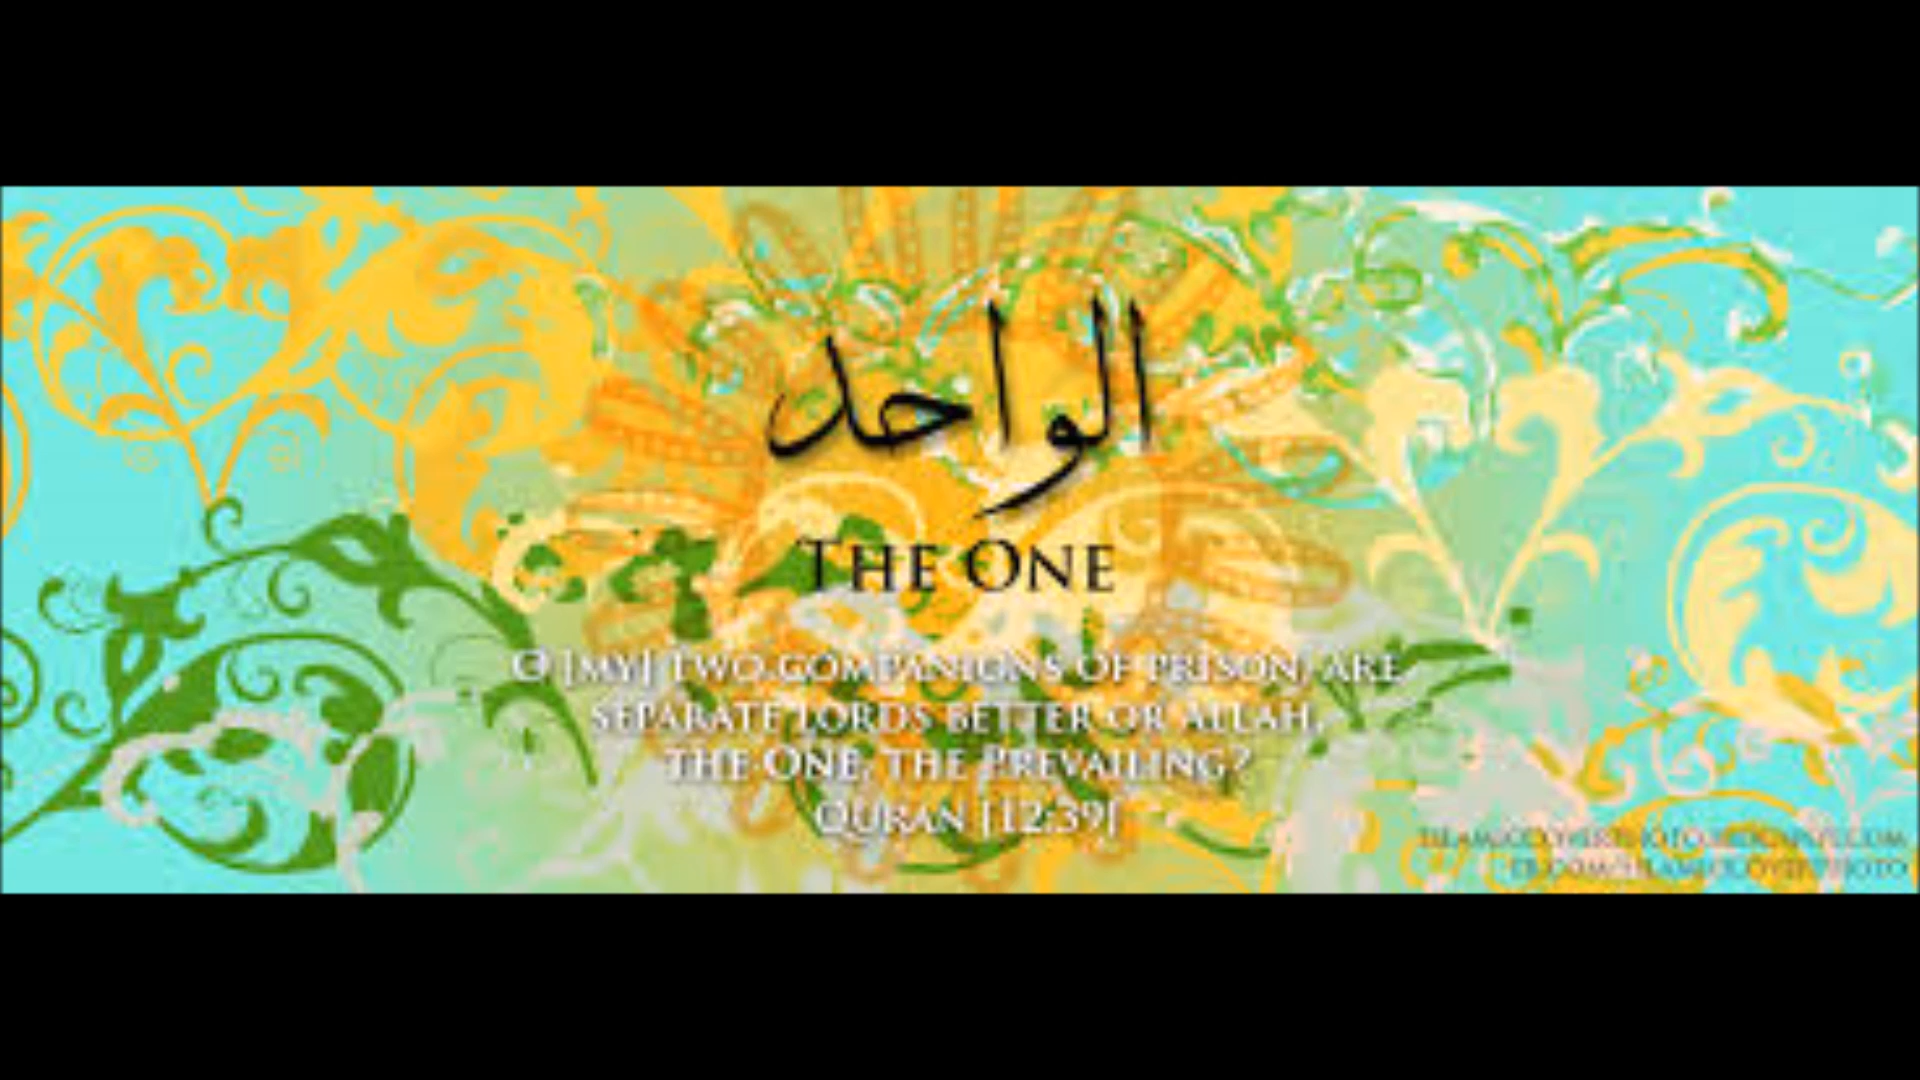 الواحد
THE ONE
O [MY] TWO COMPANIONS OF PRISON, ARE
SEPARATE LORDS BETTER OR ALLAH,
THE ONE, THE PREVAILING?
QURAN [12:39]